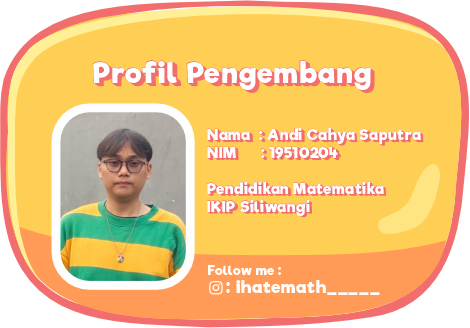 Profil Pengembang
Nama : Andi Cahya Saputra
NIM : 19510204
Pendidikan Matematika
IKIP Siliwangi
Follow me :
: ihatemath_____